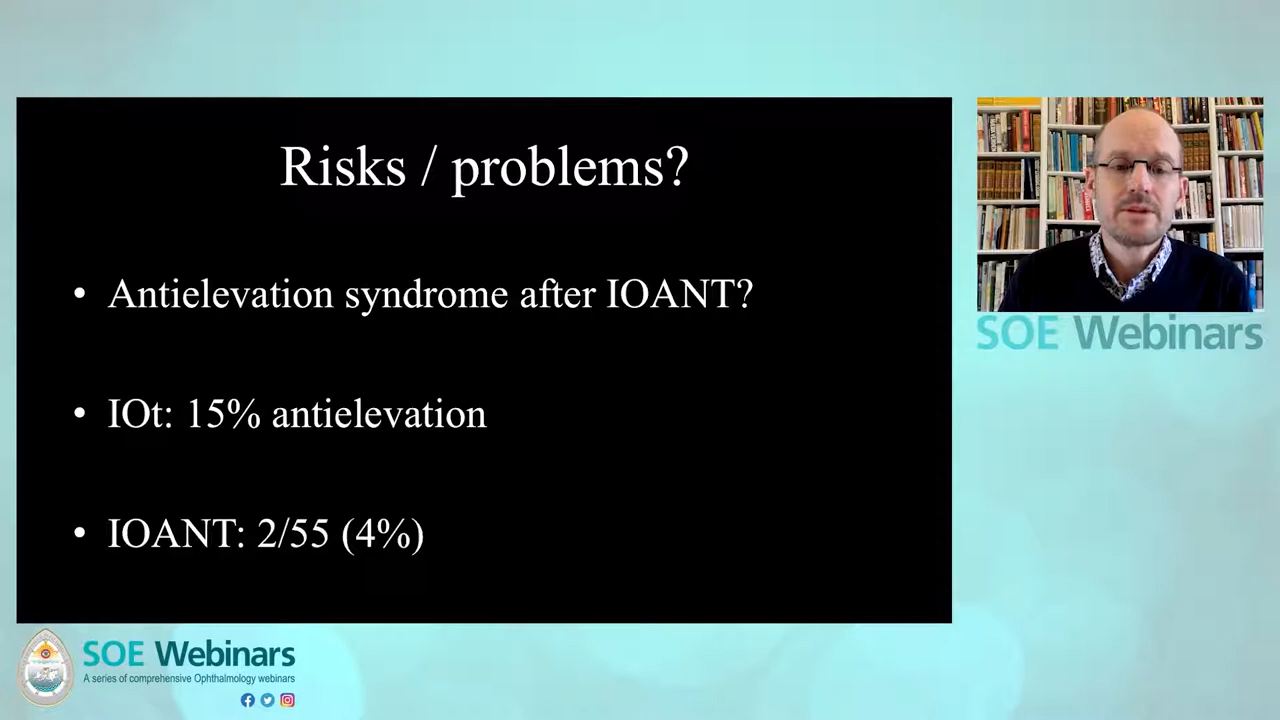 Risks / problems?
• Antielevation syndrome after IOANT?
• IOt: 15% antielevation
• IOANT: 2/55 (4%)
SOE Webinars
SOE Webinars
A series of comprehensive Ophthalmology webinars